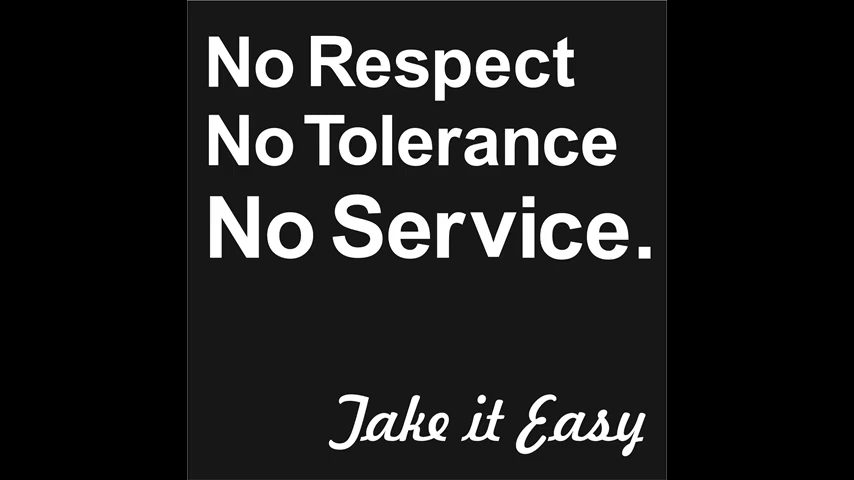 No Respect
No Tolerance
No Service.
Take it Easy